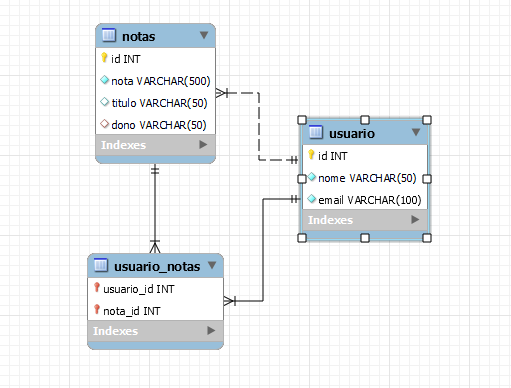 notas
id INT
nota VARCHAR(500)
titulo VARCHAR(50)
dono VARCHAR(50)
Indexes
usuario
id INT
nome VARCHAR(50)
email VARCHAR(100)
Indexes
usuario_notas
usuario_id INT
nota_id INT
Indexes